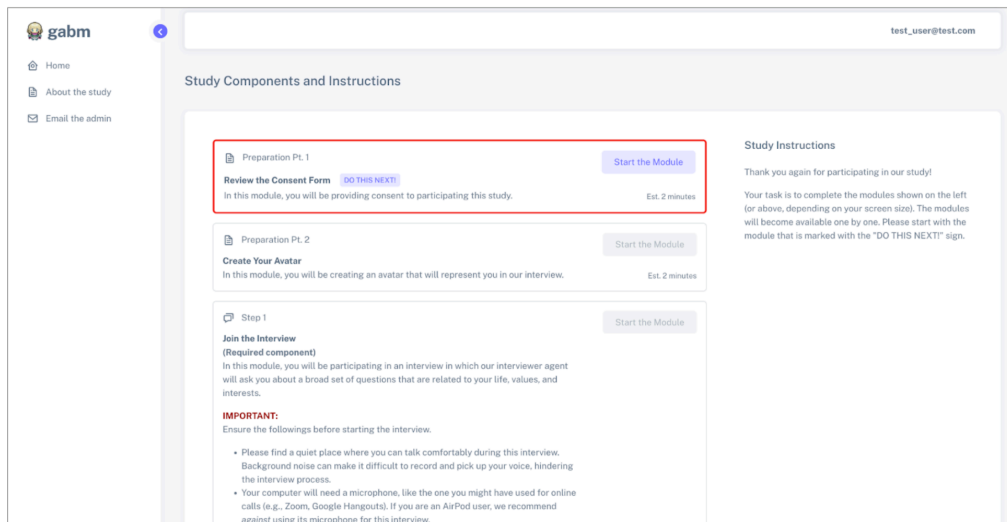 gabm
test_user@test.com
Home
About the study
Email the admin
Study Components and Instructions
Preparation Pt. 1
Start the Module
Review the Consent Form DO THIS NEXT!
In this module, you will be providing consent to participating this study.
Est. 2 minutes
Preparation Pt. 2
Start the Module
Create Your Avatar
In this module, you will be creating an avatar that will represent you in our interview.
Est. 2 minutes
Step 1
Start the Module
Join the Interview
(Required component)
In this module, you will be participating in an interview in which our interviewer agent
will ask you about a broad set of questions that are related to your life, values, and
interests.
IMPORTANT:
Ensure the followings before starting the interview.
• Please find a quiet place where you can talk comfortably during this interview.
Background noise can make it difficult to record and pick up your voice, hindering
the interview process.
• Your computer will need a microphone, like the one you might have used for online
calls (e.g., Zoom, Google Hangouts). If you are an AirPod user, we recommend
against using its microphone for this interview.
Study Instructions
Thank you again for participating in our study!
Your task is to complete the modules shown on the left
(or above, depending on your screen size). The modules
will become available one by one. Please start with the
module that is marked with the "DO THIS NEXT!" sign.